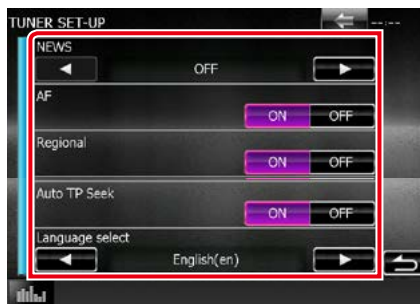 TUNER SET-UP --:--
NEWS
OFF
AF
ON OFF
Regional
ON OFF
Auto TP Seek
ON OFF
Language select
English(en)